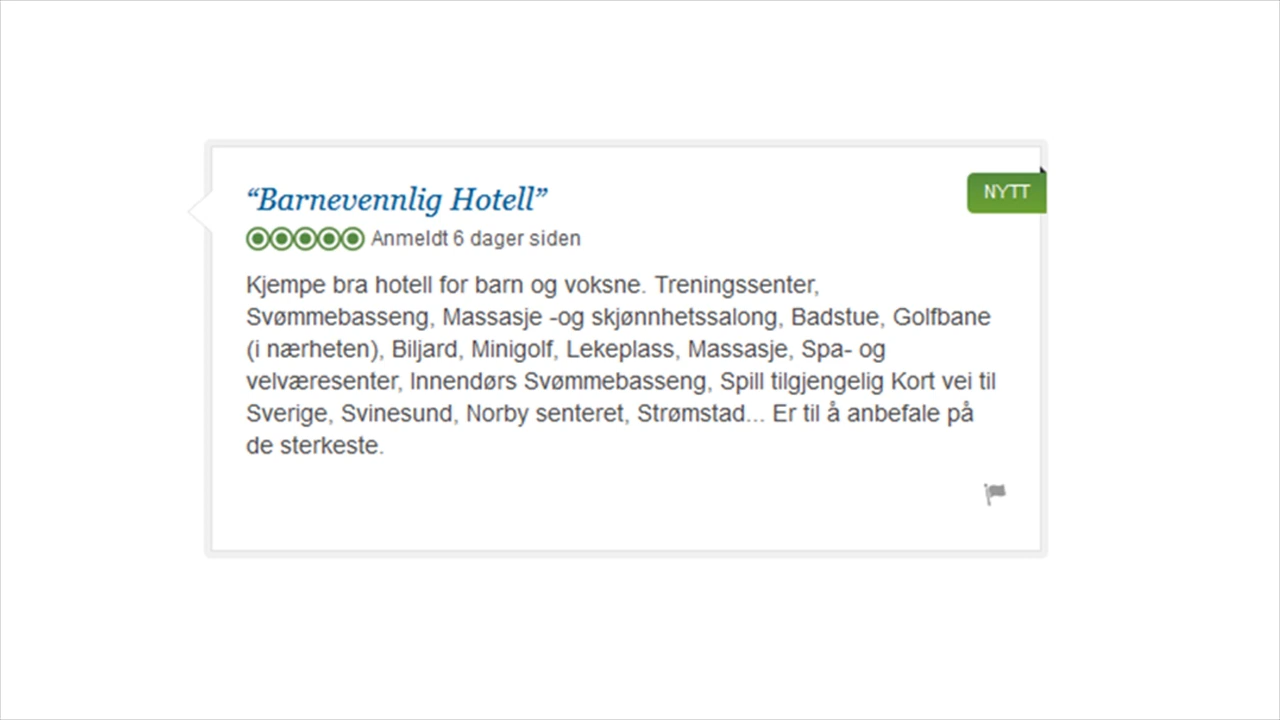 “Barnevennlig Hotell”
NYTT
Anmeldt 6 dager siden
Kjempe bra hotell for barn og voksne. Treningssenter,
Svømmebasseng, Massasje -og skjønnhetssalong, Badstue, Golfbane
(i nærheten), Biljard, Minigolf, Lekeplass, Massasje, Spa- og
velværesenter, Innendørs Svømmebasseng, Spill tilgjengelig Kort vei til
Sverige, Svinesund, Norby senteret, Strømstad... Er til å anbefale på
de sterkeste.